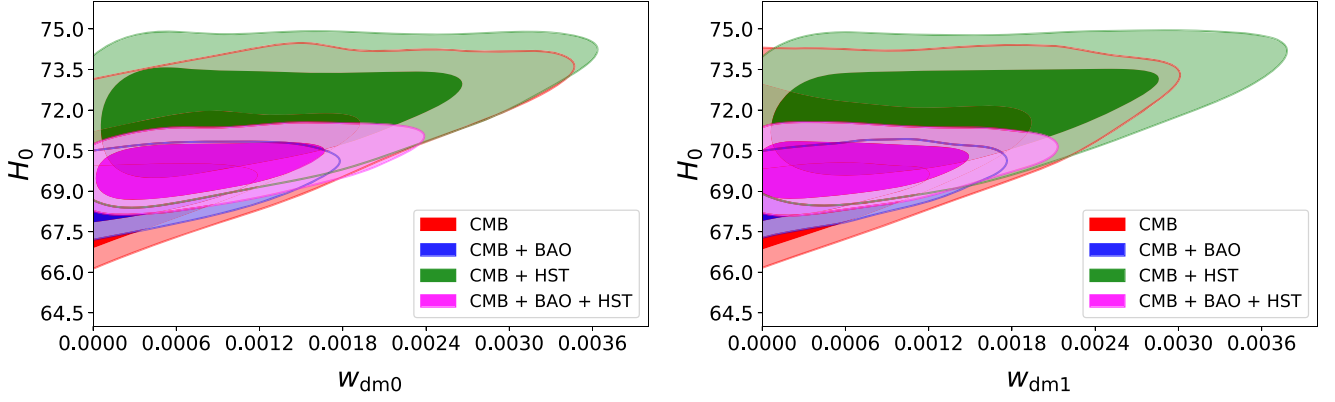 75.0
73.5
72.0
70.5
69.0
67.5
66.0
64.5
H0
0.0000 0.0006 0.0012 0.0018 0.0024 0.0030 0.0036
wdm0
CMB
CMB + BAO
CMB + HST
CMB + BAO + HST
75.0
73.5
72.0
70.5
69.0
67.5
66.0
64.5
H0
0.0000 0.0006 0.0012 0.0018 0.0024 0.0030 0.0036
wdm1
CMB
CMB + BAO
CMB + HST
CMB + BAO + HST